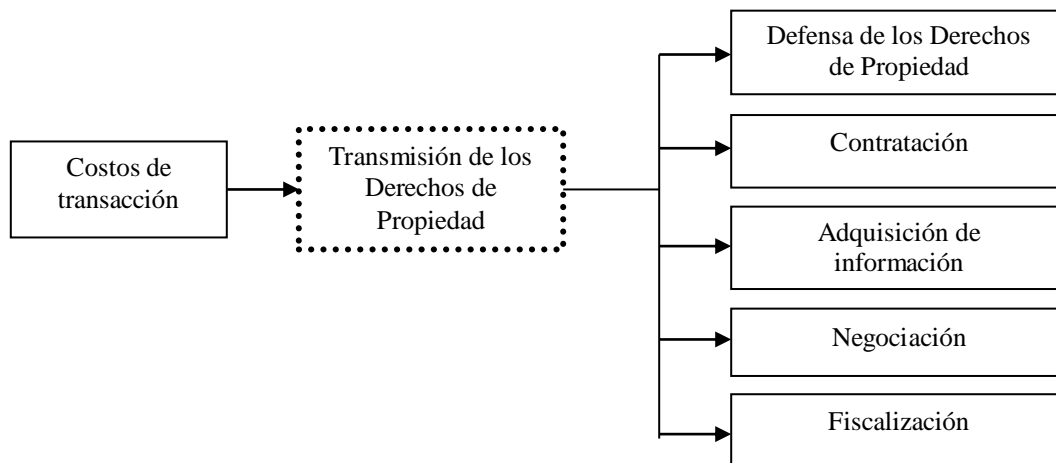 Costos de
transacción
Transmisión de los
Derechos de
Propiedad
Defensa de los Derechos
de Propiedad
Contratación
Adquisición de
información
Negociación
Fiscalización